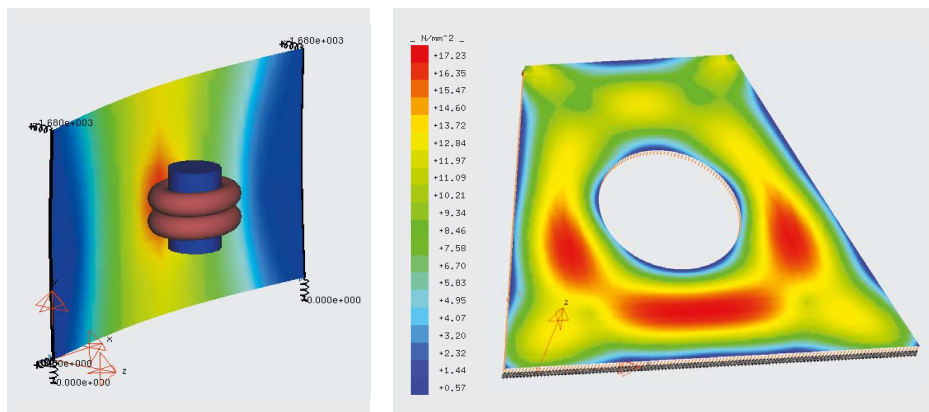 -1.680e+003
-1.680e+003
0.000e+000
x
z
0.000e+000
_ N/mm^2 _
+17.23
+16.35
+15.47
+14.60
+13.72
+12.84
+11.97
+11.09
+10.21
+9.34
+8.46
+7.58
+6.70
+5.83
+4.95
+4.07
+3.20
+2.32
+1.44
+0.57
z